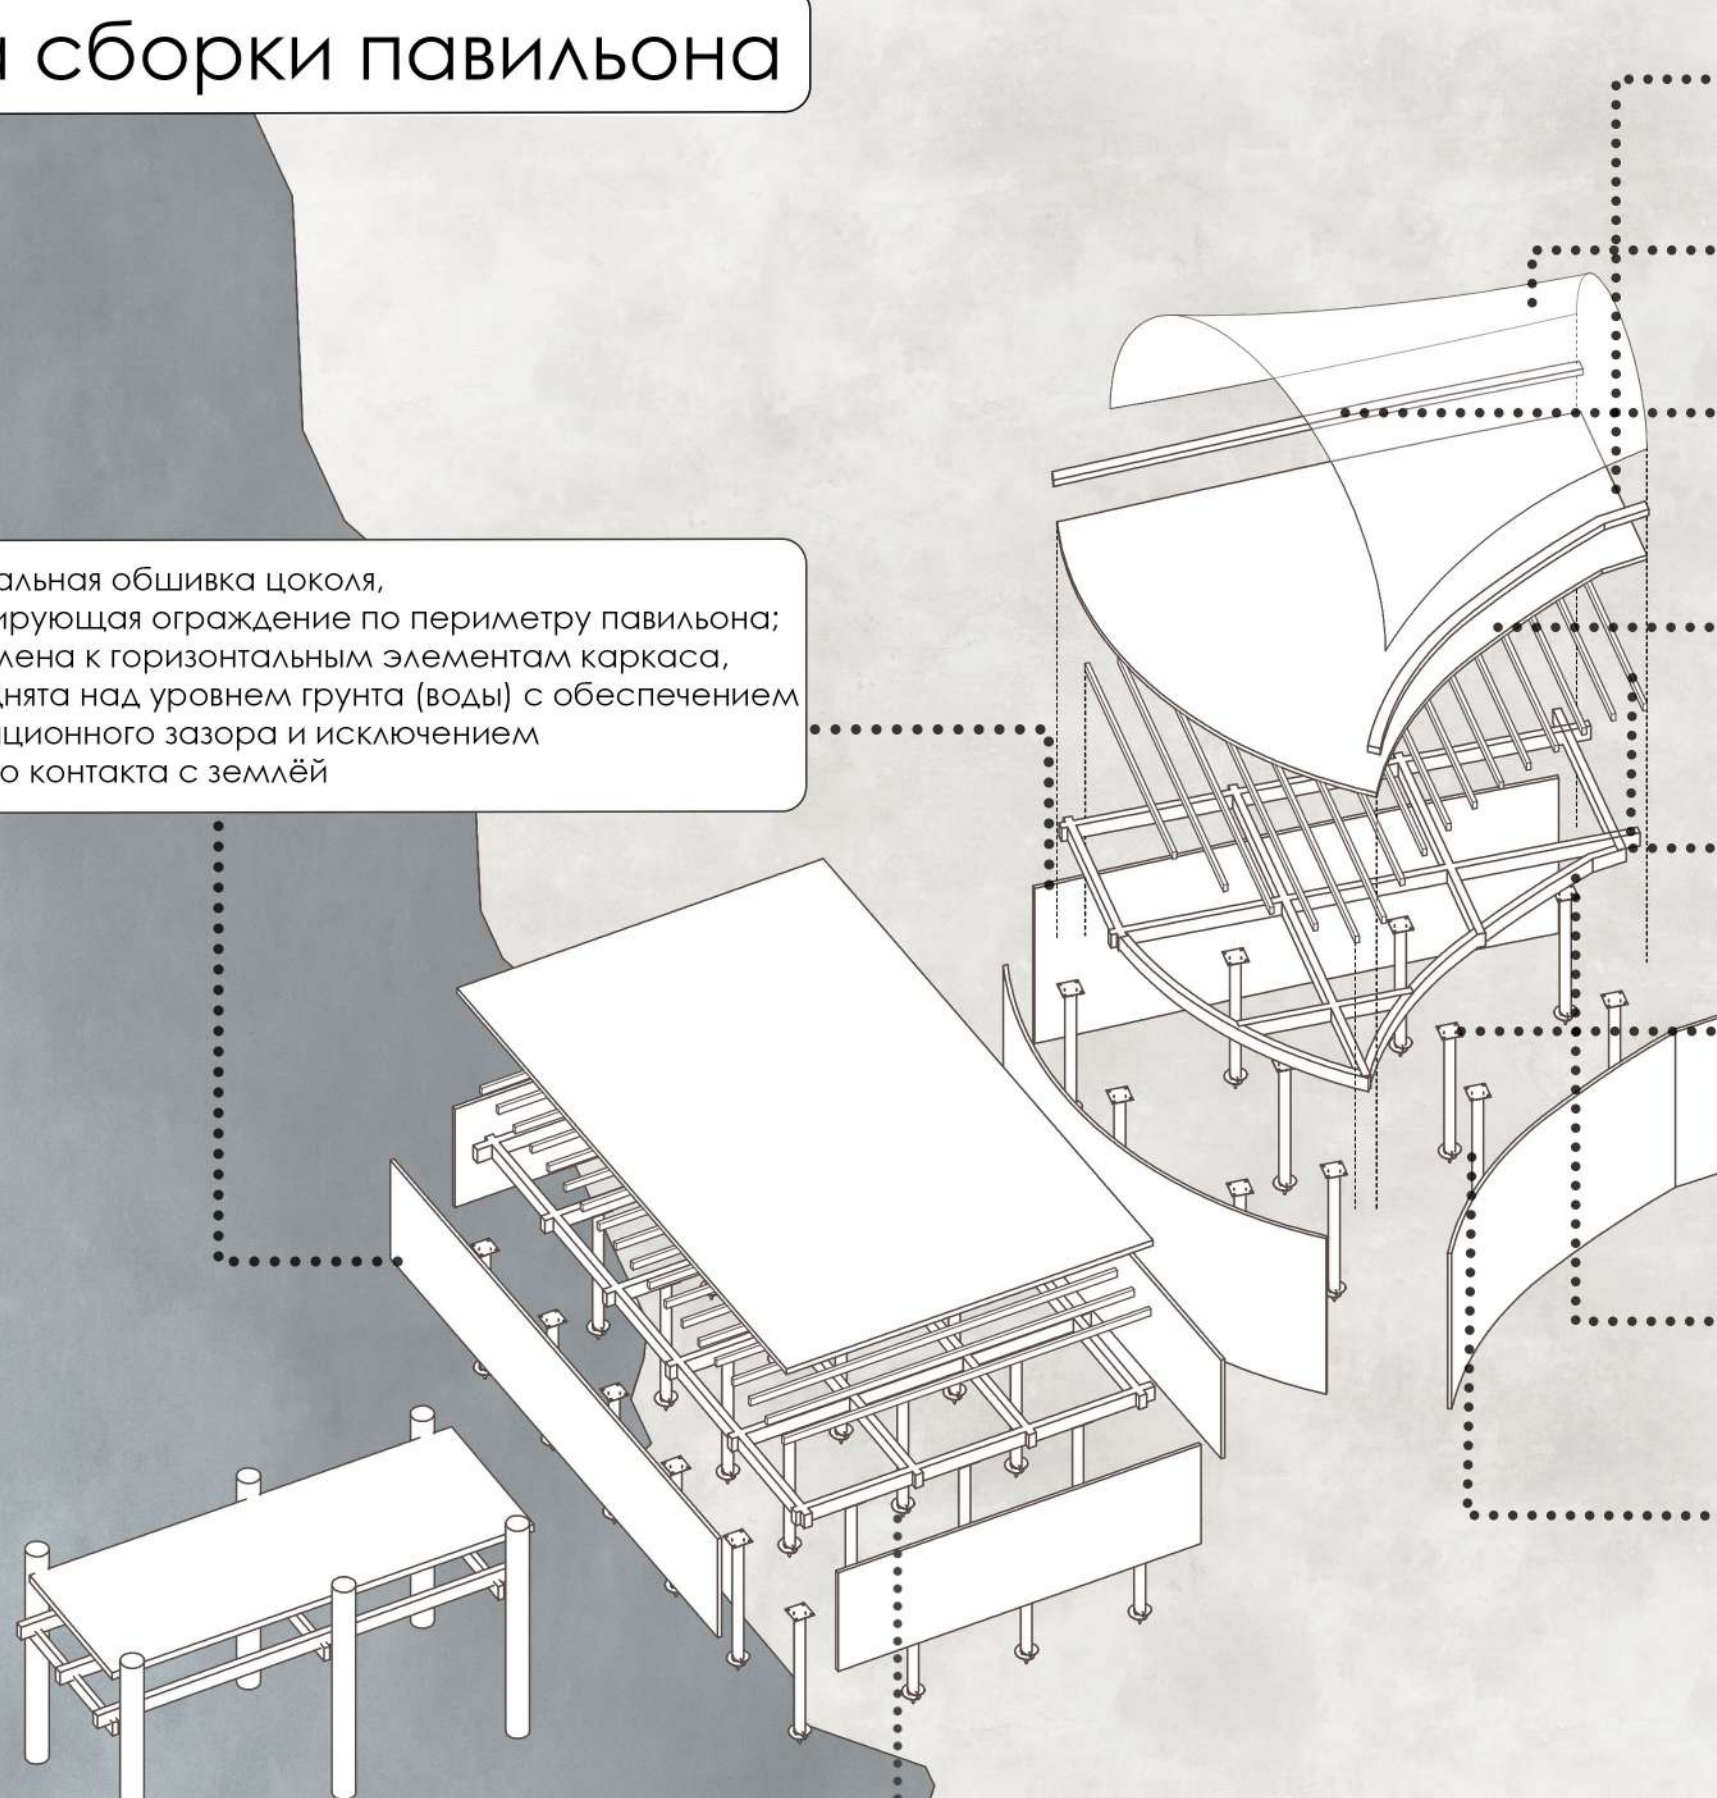 а сборки павильона
альная обшивка цоколя,
ирующая ограждение по периметру павильона;
лена к горизонтальным элементам каркаса,
днята над уровнем грунта (воды) с обеспечением
ционного зазора и исключением
о контакта с землёй